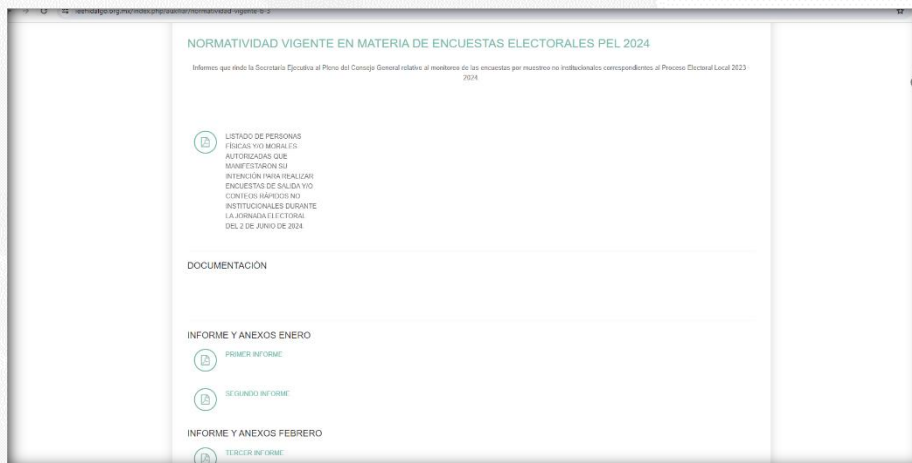 ieehidalgo.org.mx/index.php/auxiliar/normatividad-vigente-6-3
NORMATIVIDAD VIGENTE EN MATERIA DE ENCUESTAS ELECTORALES PEL 2024
Informes que rinde la Secretaría Ejecutiva al Pleno del Consejo General relativo al monitoreo de las encuestas por muestreo no institucionales correspondientes al Proceso Electoral Local 2023
2024
LISTADO DE PERSONAS
FÍSICAS Y/O MORALES
AUTORIZADAS QUE
MANIFESTARON SU
INTENCIÓN PARA REALIZAR
ENCUESTAS DE SALIDA Y/O
CONTEOS RÁPIDOS NO
INSTITUCIONALES DURANTE
LA JORNADA ELECTORAL
DEL 2 DE JUNIO DE 2024
DOCUMENTACIÓN
INFORME Y ANEXOS ENERO
PRIMER INFORME
SEGUNDO INFORME
INFORME Y ANEXOS FEBRERO
TERCER INFORME